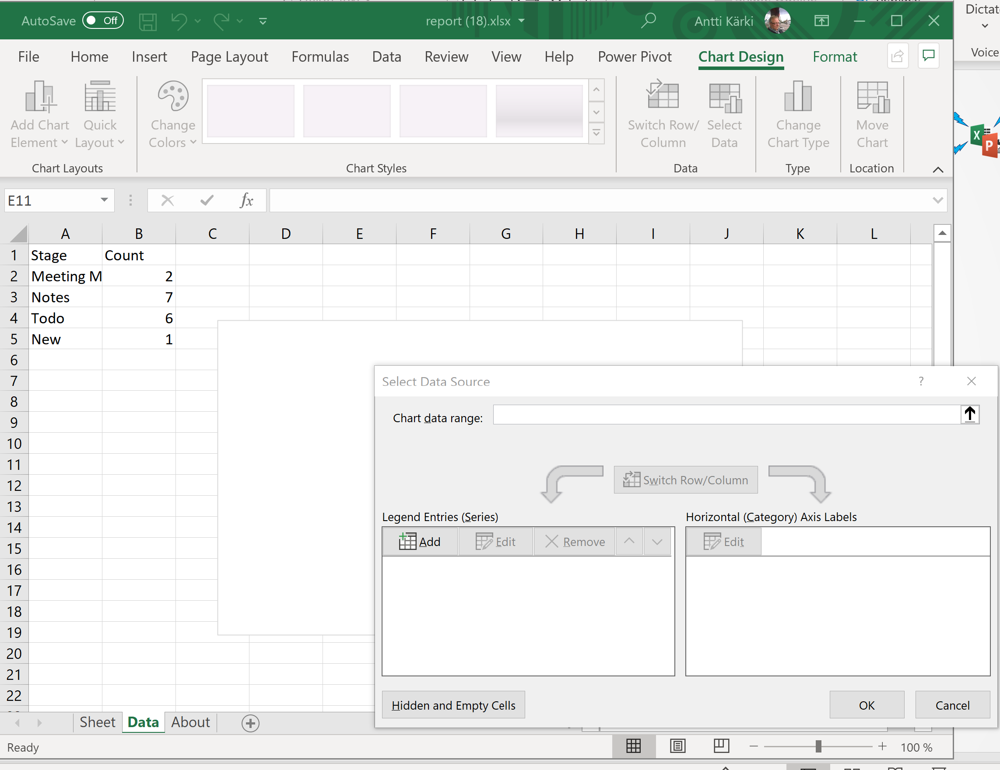 Dictat
AutoSave Off report (18).xlsx Antti Kärki
Voice
File Home Insert Page Layout Formulas Data Review View Help Power Pivot Chart Design Format
Add Chart Element
Quick Layout
Change Colors
Switch Row/ Column
Select Data
Change Chart Type
Move Chart
Chart Layouts Chart Styles Data Type Location
X P
E11 fx
A B C D E F G H I J K L
1 Stage Count
2 Meeting M 2
3 Notes 7
4 Todo 6
5 New 1
6
7
8
9
10
11
12
13
14
15
16
17
18
19
20
21
22
Select Data Source ?
Chart data range:
Switch Row/Column
Legend Entries (Series)
Add Edit Remove
Horizontal (Category) Axis Labels
Edit
Hidden and Empty Cells OK Cancel
Sheet Data About
Ready 100 %